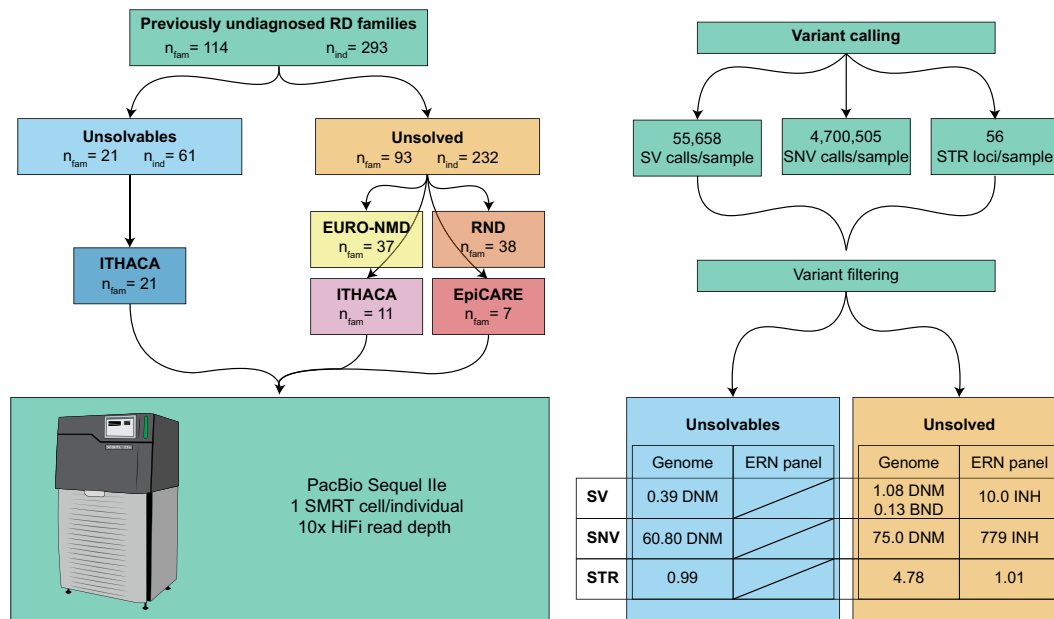 Previously undiagnosed RD families
nfam= 114 nind= 293
Unsolvables
nfam= 21 nind= 61
Unsolved
nfam= 93 nind= 232
EURO-NMD
nfam= 37
RND
nfam= 38
ITHACA
nfam= 21
ITHACA
nfam= 11
EpiCARE
nfam= 7
PacBio Sequel IIe
1 SMRT cell/individual
10x HiFi read depth
Variant calling
55,658
SV calls/sample
4,700,505
SNV calls/sample
56
STR loci/sample
Variant filtering
Unsolvables Unsolved
Genome ERN panel Genome ERN panel
SV 0.39 DNM 1.08 DNM 10.0 INH
0.13 BND
SNV 60.80 DNM 75.0 DNM 779 INH
STR 0.99 4.78 1.01